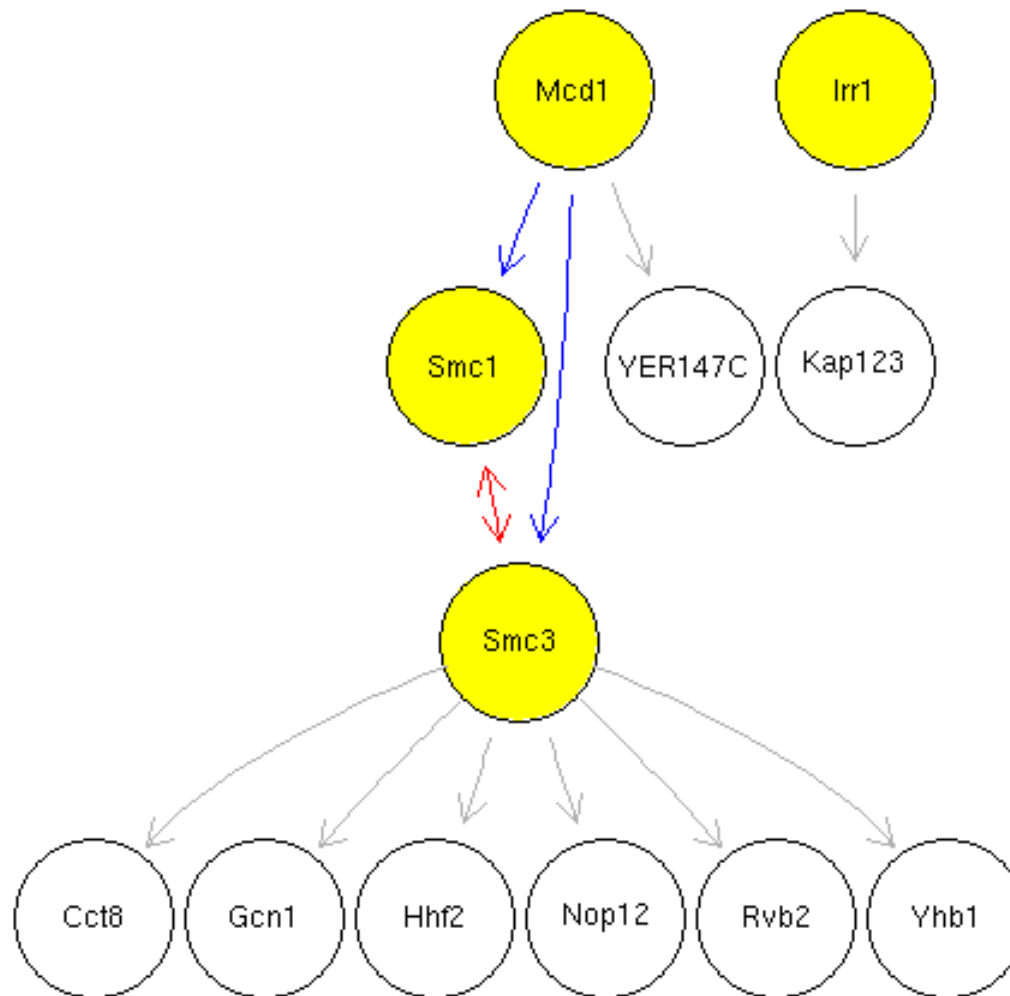 Mcd1
Irr1
Smc1
YER147C
Kap123
Smc3
Cct8
Gcn1
Hhf2
Nop12
Rvb2
Yhb1